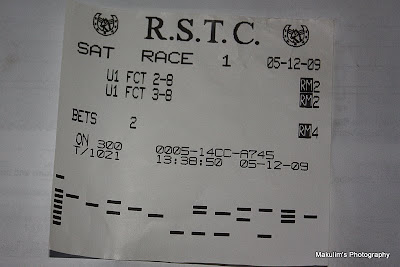 R.S.T.C.
SAT RACE 1 05-12-09
U1 FCT 2-8 RM2
U1 FCT 3-8 RM2
BETS 2 RM4
ON 300 0005-14CC-A745
T/1021 13:38:50 05-12-09
Makulim's Photography